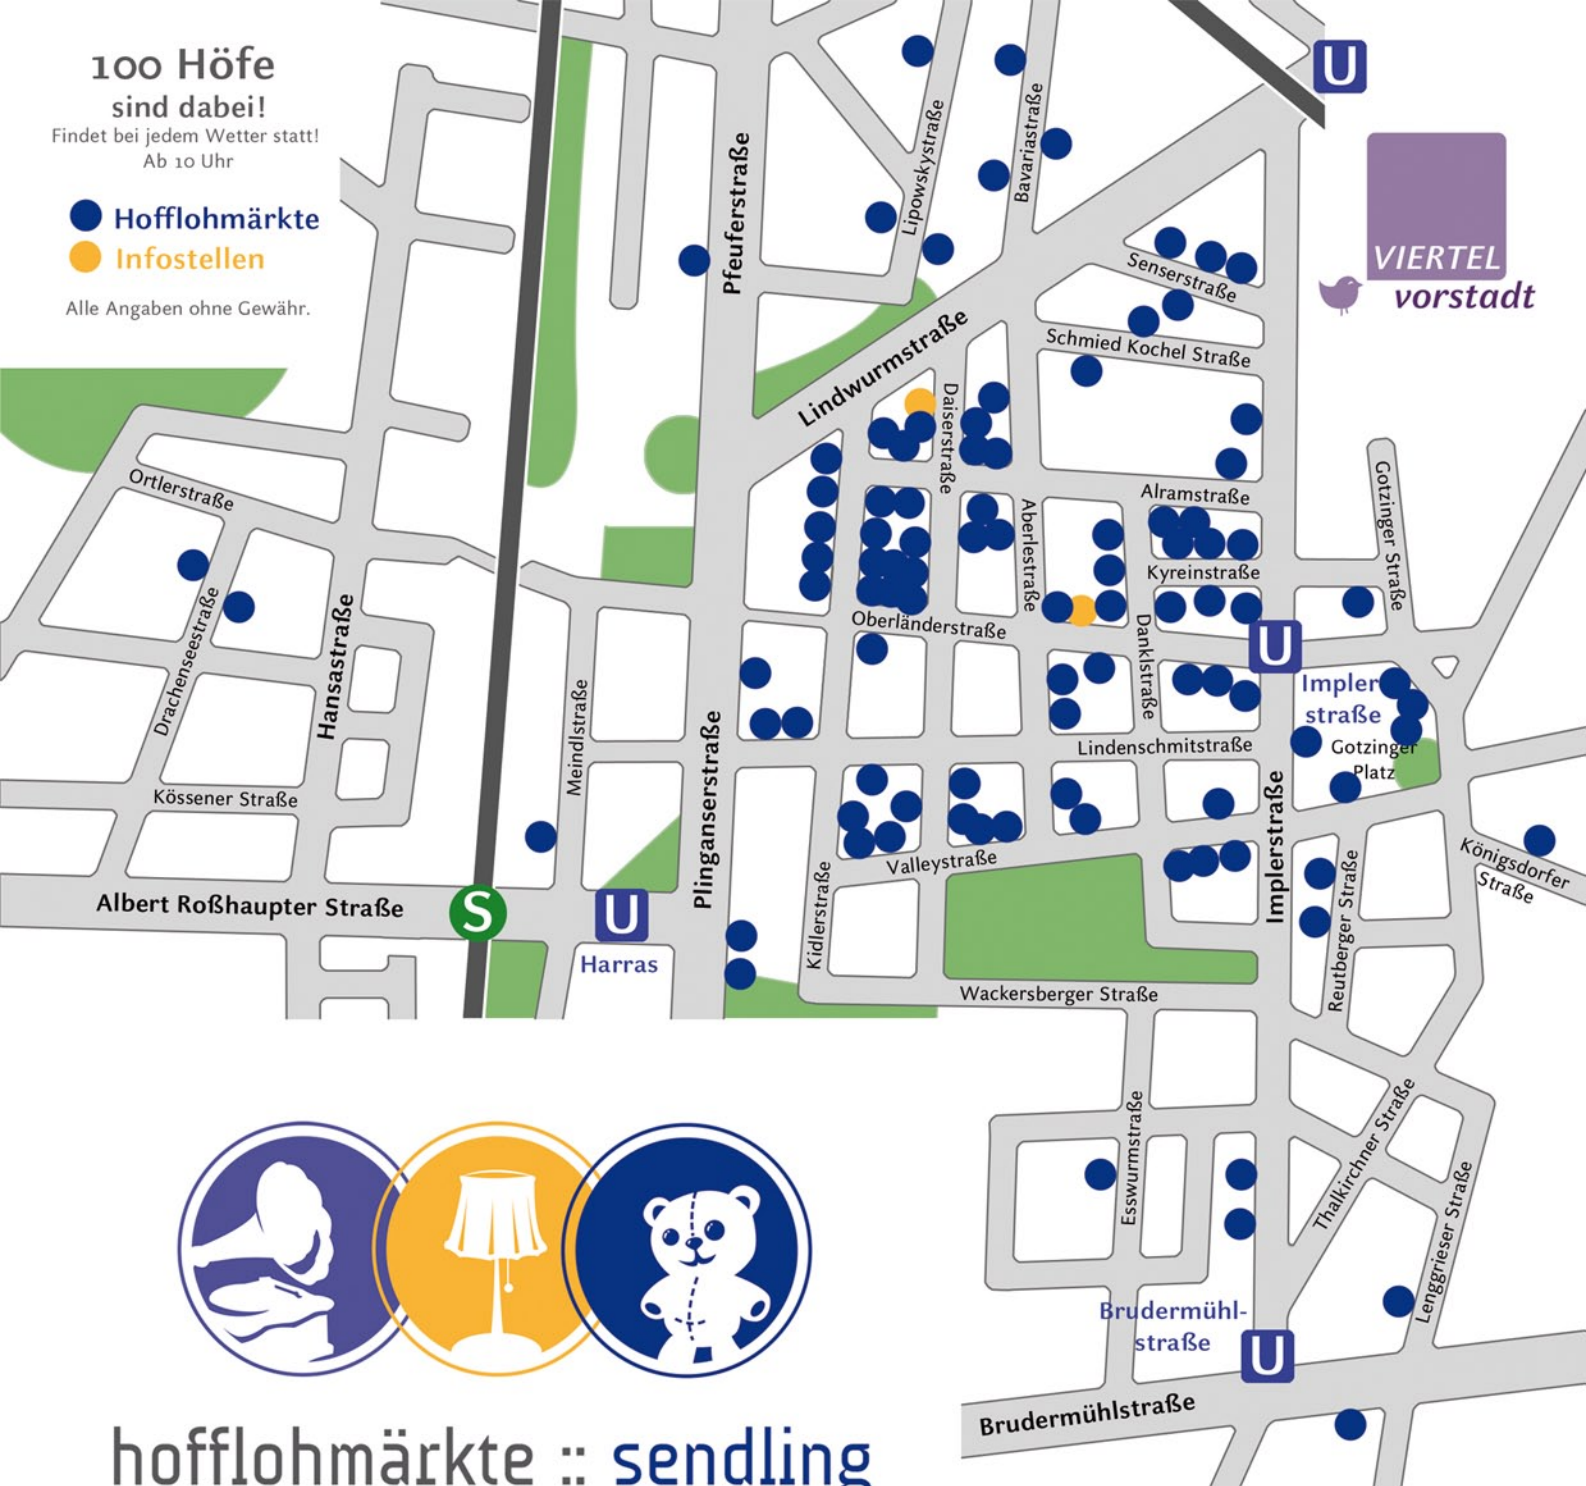 100 Höfe
sind dabei!
Findet bei jedem Wetter statt!
Ab 10 Uhr
Hofflohmärkte
Infostellen
Alle Angaben ohne Gewähr.
U
VIERTEL
vorstadt
Pfeuferstraße
Lipowskystraße
Bavariastraße
Senserstraße
Schmied Kochel Straße
Lindwurmstraße
Daiserstraße
Alramstraße
Gotzinger Straße
Ortlerstraße
Aberlestraße
Kyreinstraße
Oberländerstraße
Danklstraße
U
Impler
straße
Drachenseestraße
Hansastraße
Meindlstraße
Plinganserstraße
Lindenschmitstraße
Gotzinger
Platz
Kössener Straße
Implerstraße
Valleystraße
Kidlerstraße
Königsdorfer
Straße
Reutberger Straße
Albert Roßhaupter Straße
S
U
Harras
Wackersberger Straße
Esswurmstraße
Thalkirchner Straße
Lenggrieser Straße
Brudermühl-
straße
U
Brudermühlstraße
hofflohmärkte :: sendling